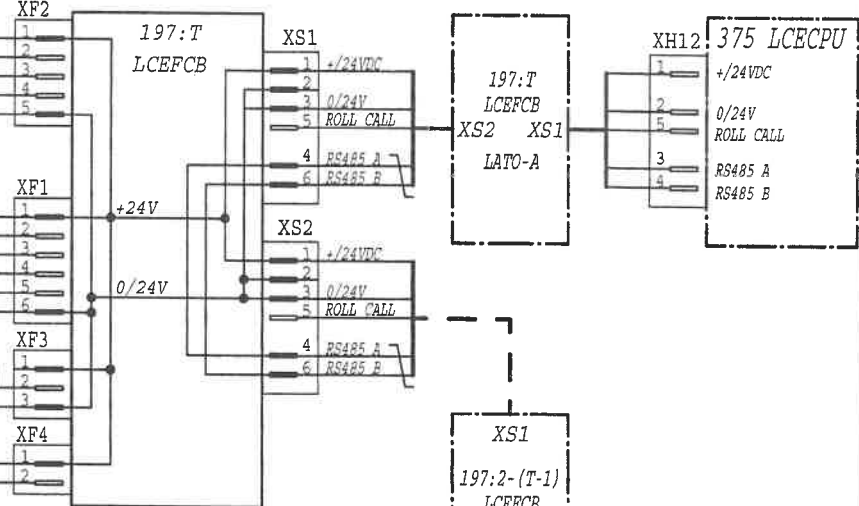 XF2
1
2
3
4
5
XF1
1
2
3
4
5
6
XF3
1
2
3
XF4
1
2
197:T
LCEFCB
+24V
0/24V
XS1
1 +/24VDC
2
3 0/24V
5 ROLL CALL
4 RS485 A
6 RS485 B
XS2
1 +/24VDC
2
3 0/24V
5 ROLL CALL
4 RS485 A
6 RS485 B
197:T
LCEFCB
XS2 XS1
LATO-A
XH12
375 LCECPU
1 +/24VDC
2 0/24V
5 ROLL CALL
3 RS485 A
4 RS485 B
XS1
197:2-(T-1)
LCEFCB